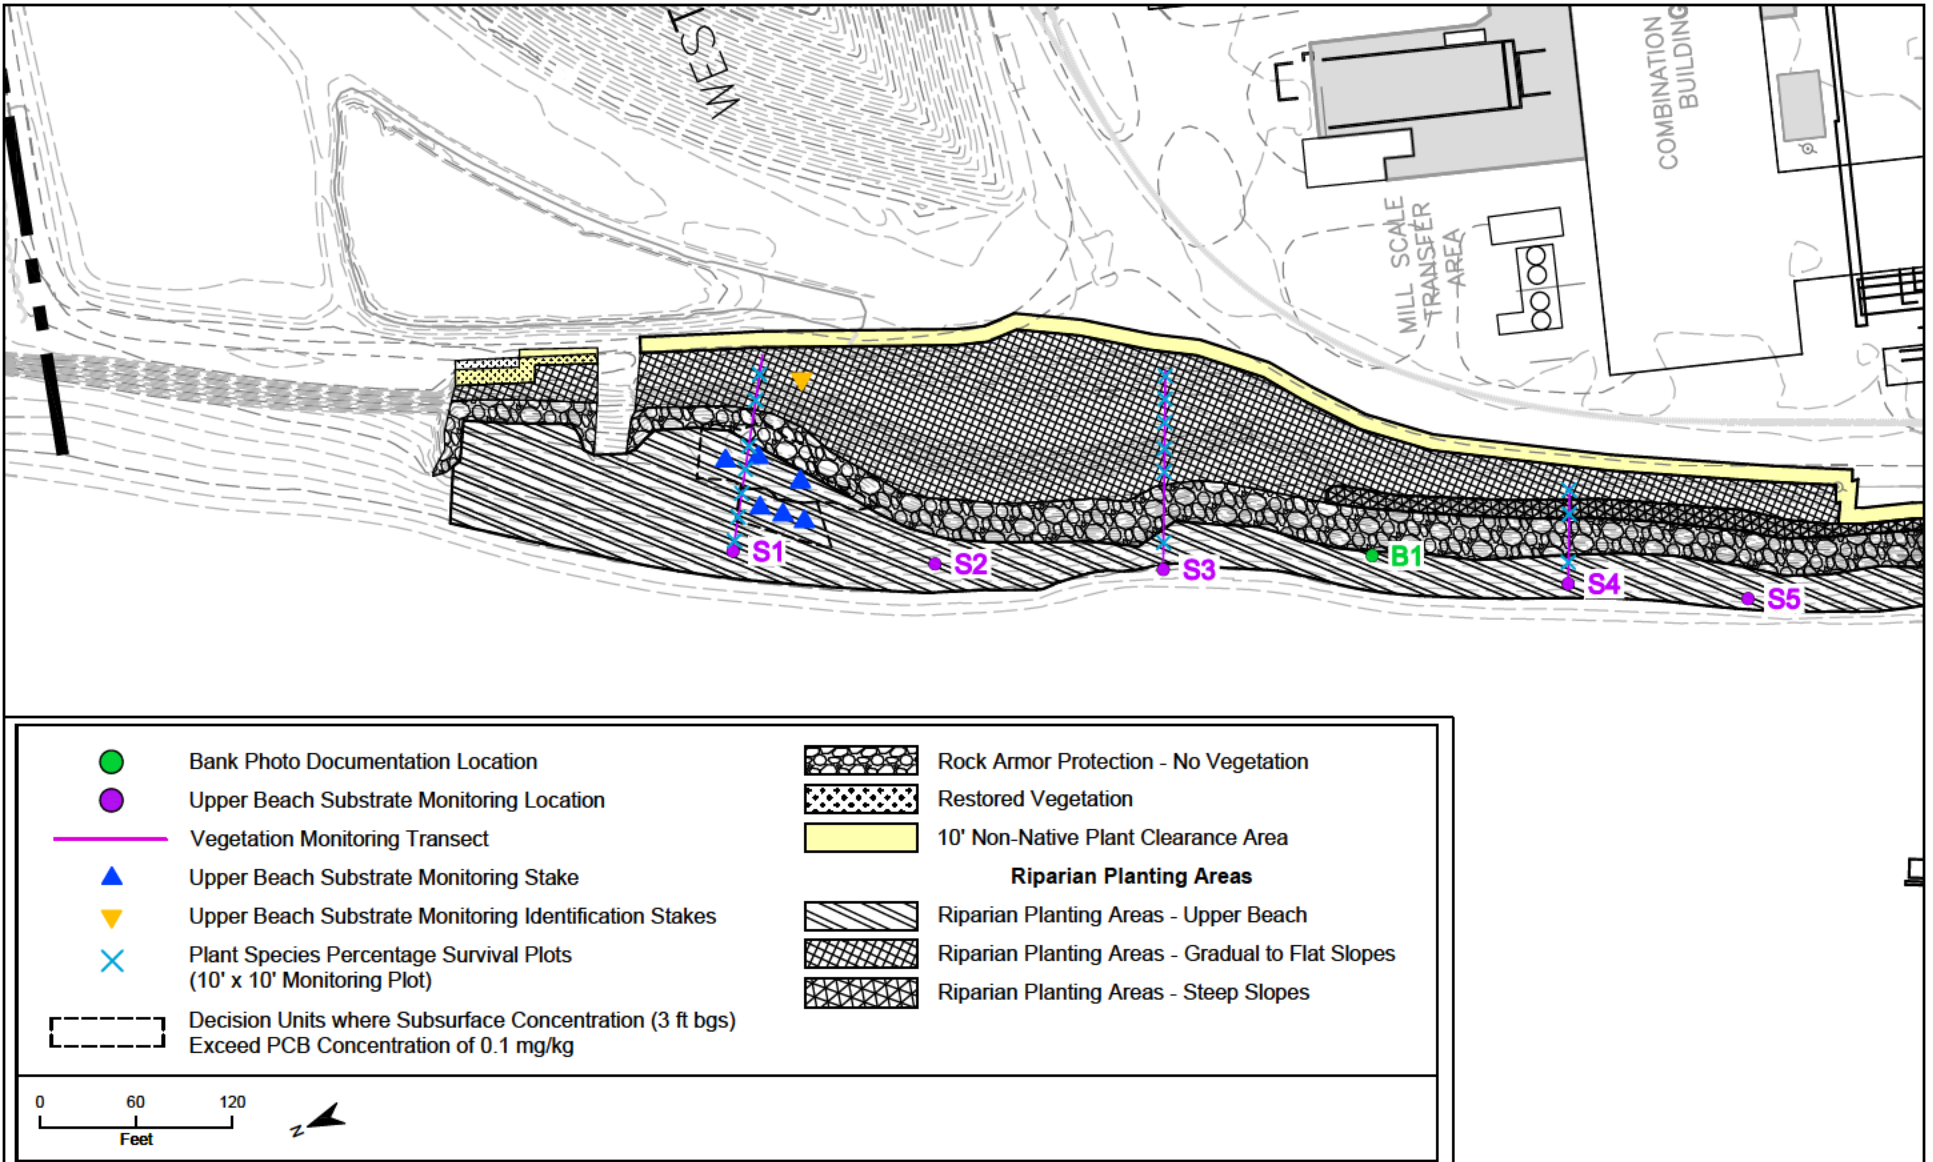 WEST
COMBINATION
BUILDING
MILL SCALE
TRANSFER
AREA
S1
S2
S3
B1
S4
S5
Bank Photo Documentation Location
Upper Beach Substrate Monitoring Location
Vegetation Monitoring Transect
Upper Beach Substrate Monitoring Stake
Upper Beach Substrate Monitoring Identification Stakes
Plant Species Percentage Survival Plots
(10' x 10' Monitoring Plot)
Decision Units where Subsurface Concentration (3 ft bgs)
Exceed PCB Concentration of 0.1 mg/kg
Rock Armor Protection - No Vegetation
Restored Vegetation
10' Non-Native Plant Clearance Area
Riparian Planting Areas
Riparian Planting Areas - Upper Beach
Riparian Planting Areas - Gradual to Flat Slopes
Riparian Planting Areas - Steep Slopes
0 60 120
Feet
N